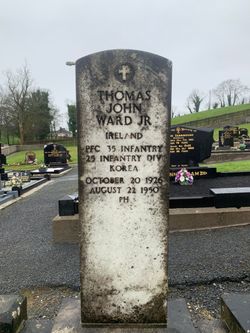 THOMAS
JOHN
WARD JR
IRELAND
PFC 35 INFANTRY
25 INFANTRY DIV
KOREA
OCTOBER 20 1926
AUGUST 22 1950
PH